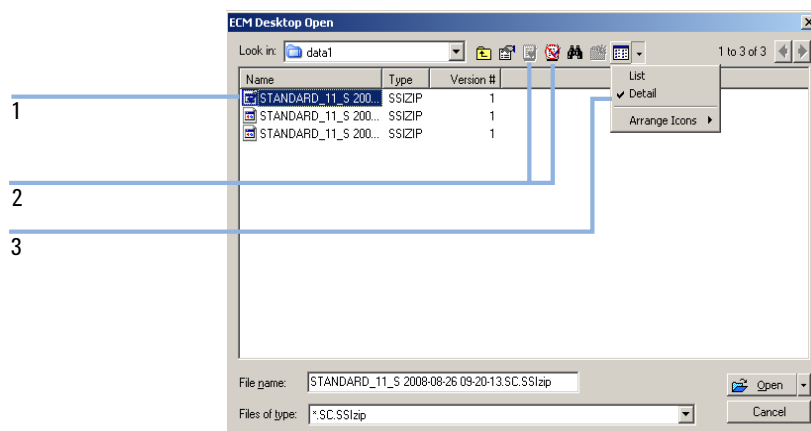 ECM Desktop Open
Look in: data1
1 to 3 of 3
Name Type Version #
STANDARD_11_S 200... SSIZIP 1
STANDARD_11_S 200... SSIZIP 1
STANDARD_11_S 200... SSIZIP 1
List
Detail
Arrange Icons
1
2
3
File name: STANDARD_11_S 2008-08-26 09-20-13.SC.SSIzip
Open
Files of type: *.SC.SSIzip
Cancel